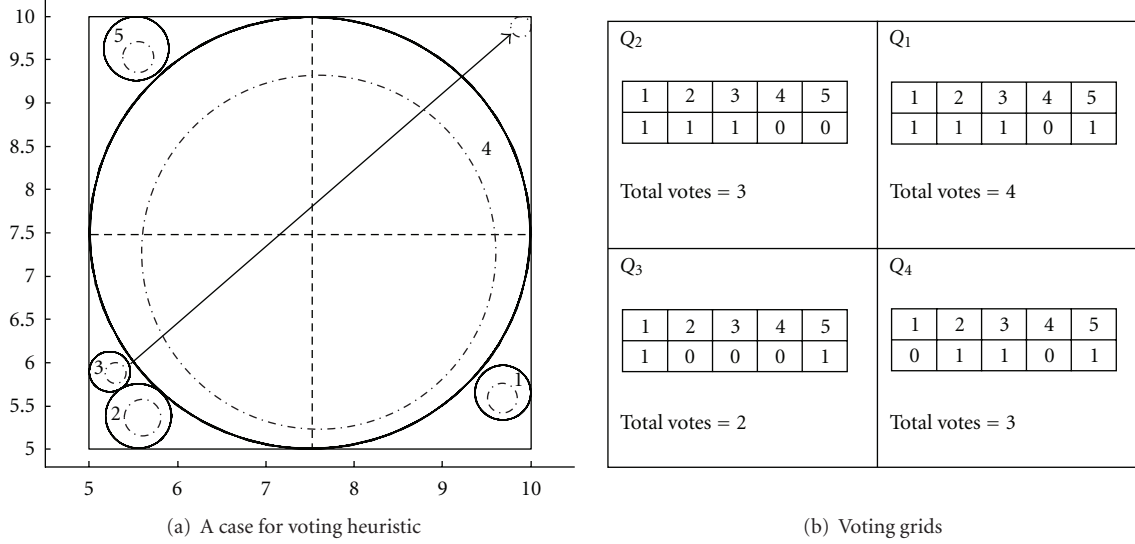 10
9.5
9
8.5
8
7.5
7
6.5
6
5.5
5
5 6 7 8 9 10
5
4
3
2
1
(a) A case for voting heuristic
Q2
1 2 3 4 5
1 1 1 0 0
Total votes = 3
Q1
1 2 3 4 5
1 1 1 0 1
Total votes = 4
Q3
1 2 3 4 5
1 0 0 0 1
Total votes = 2
Q4
1 2 3 4 5
0 1 1 0 1
Total votes = 3
(b) Voting grids